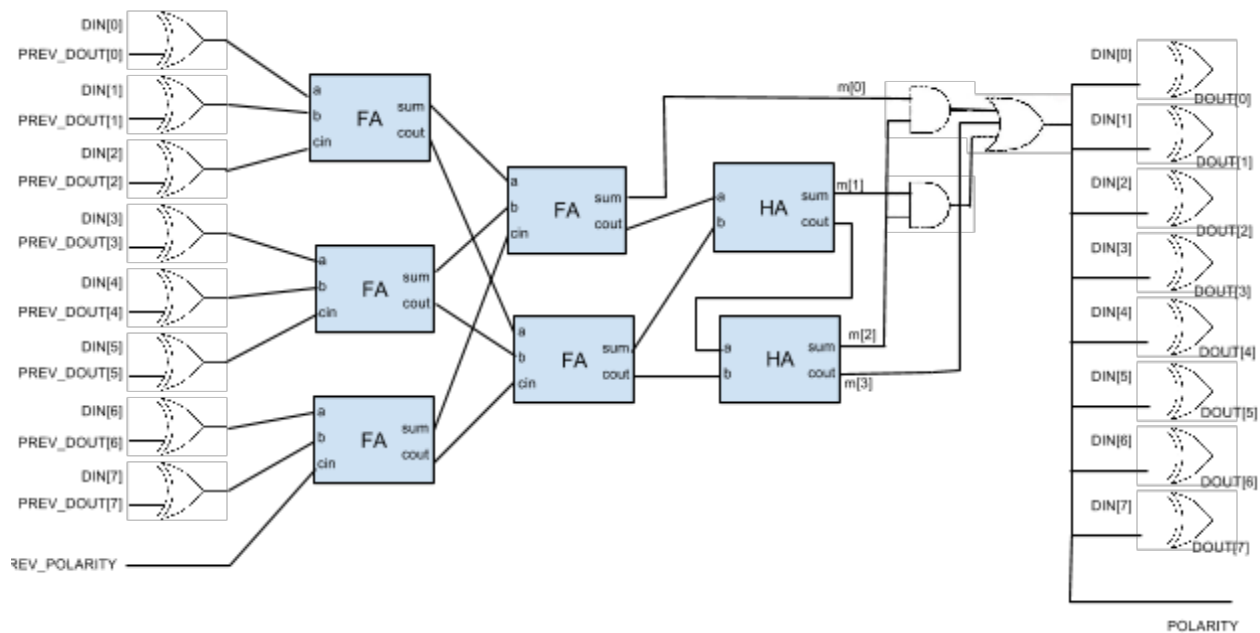 DIN[0]
PREV_DOUT[0]
DIN[1]
PREV_DOUT[1]
DIN[2]
PREV_DOUT[2]
DIN[3]
PREV_DOUT[3]
DIN[4]
PREV_DOUT[4]
DIN[5]
PREV_DOUT[5]
DIN[6]
PREV_DOUT[6]
DIN[7]
PREV_DOUT[7]
REV_POLARITY
a
b
cin
FA
sum
cout
a
b
cin
FA
sum
cout
a
b
cin
FA
sum
cout
a
b
cin
FA
sum
cout
a
b
cin
FA
sum
cout
a
b
HA
sum
cout
a
b
HA
sum
cout
m[0]
m[1]
m[2]
m[3]
DIN[0]
DOUT[0]
DIN[1]
DOUT[1]
DIN[2]
DOUT[2]
DIN[3]
DOUT[3]
DIN[4]
DOUT[4]
DIN[5]
DOUT[5]
DIN[6]
DOUT[6]
DIN[7]
DOUT[7]
POLARITY